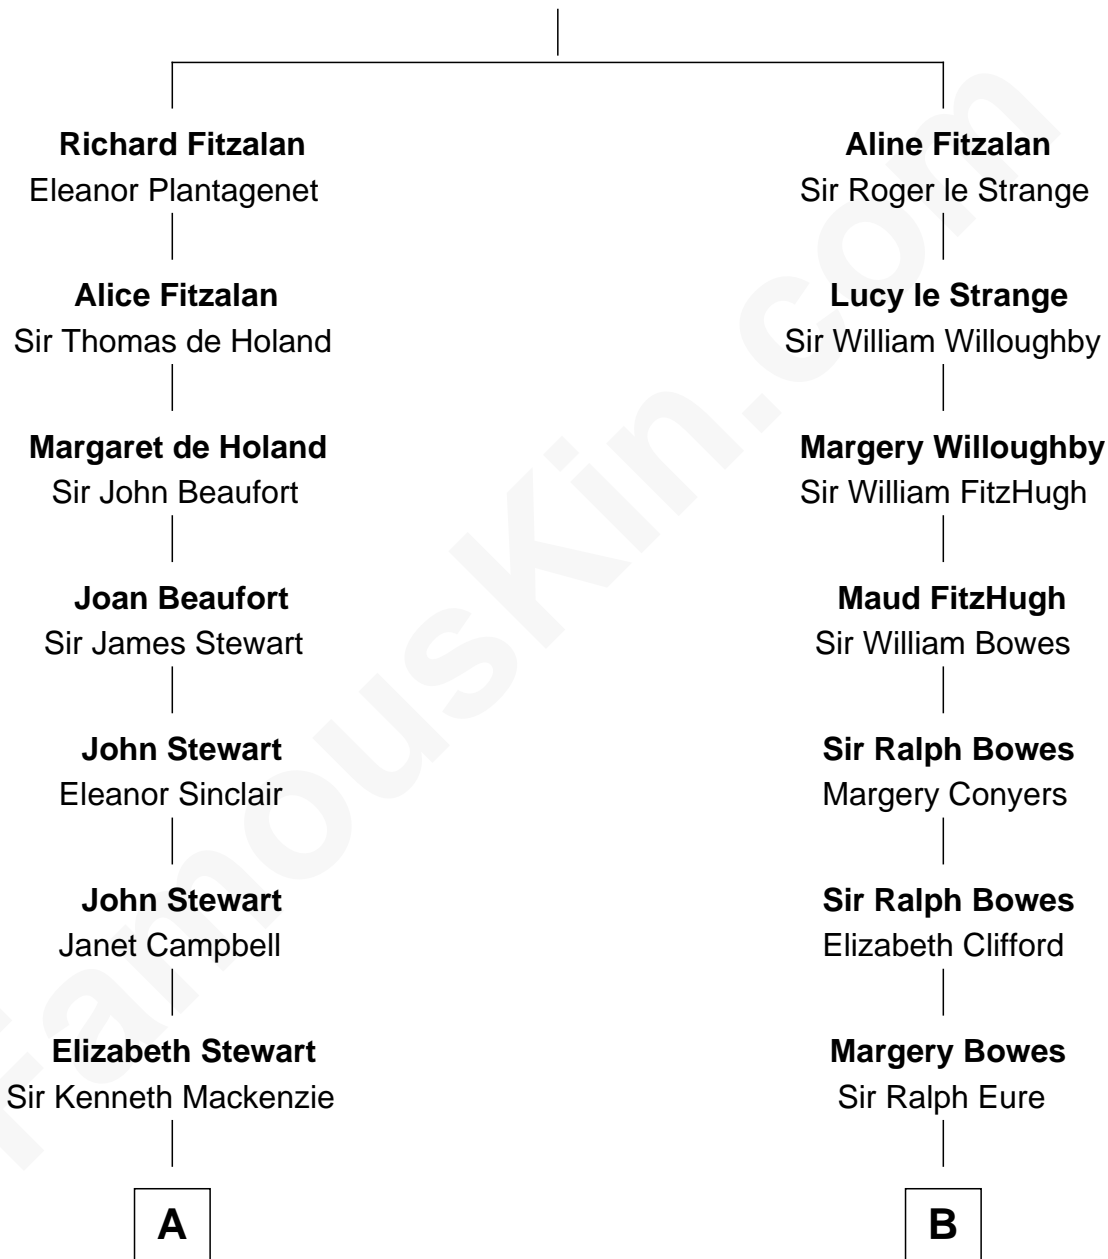 Richard Fitzalan
Eleanor Plantagenet
Alice Fitzalan
Sir Thomas de Holand
Margaret de Holand
Sir John Beaufort
Joan Beaufort
Sir James Stewart
John Stewart
Eleanor Sinclair
John Stewart
Janet Campbell
Elizabeth Stewart
Sir Kenneth Mackenzie
A
Aline Fitzalan
Sir Roger le Strange
Lucy le Strange
Sir William Willoughby
Margery Willoughby
Sir William FitzHugh
Maud FitzHugh
Sir William Bowes
Sir Ralph Bowes
Margery Conyers
Sir Ralph Bowes
Elizabeth Clifford
Margery Bowes
Sir Ralph Eure
B
FamousKin.com